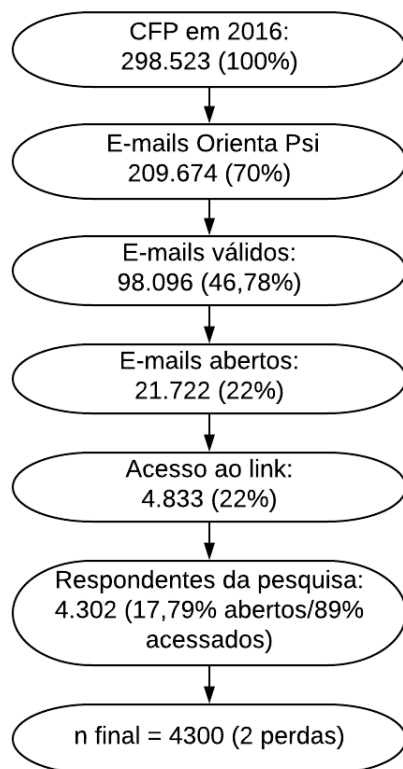 CFP em 2016:
298.523 (100%)
E-mails Orienta Psi
209.674 (70%)
E-mails válidos:
98.096 (46,78%)
E-mails abertos:
21.722 (22%)
Acesso ao link:
4.833 (22%)
Respondentes da pesquisa:
4.302 (17,79% abertos/89%
acessados)
n final = 4300 (2 perdas)